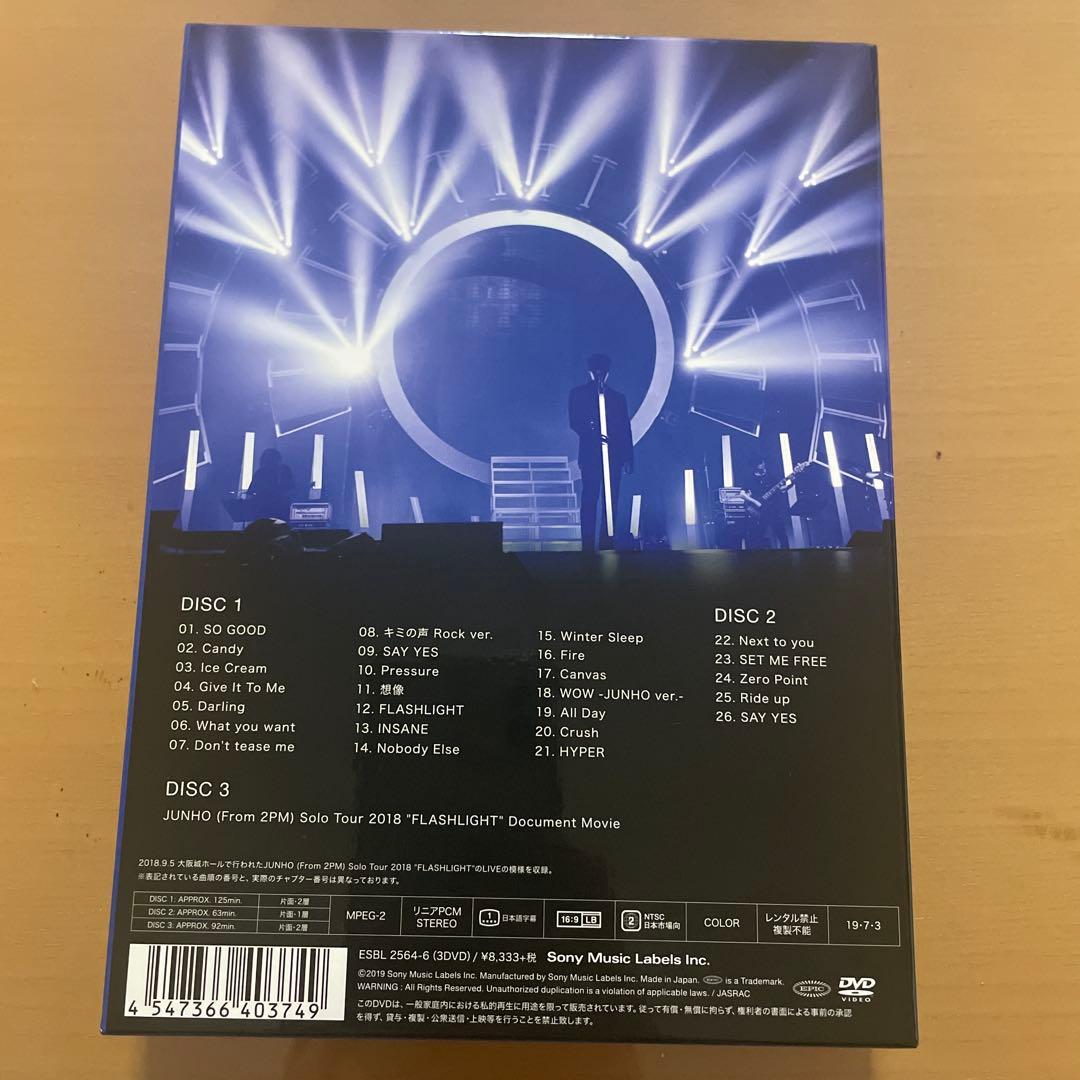 DISC 1
01. SO GOOD
02. Candy
03. Ice Cream
04. Give It To Me
05. Darling
06. What you want
07. Don't tease me
08. キミの声 Rock ver.
09. SAY YES
10. Pressure
11. 想像
12. FLASHLIGHT
13. INSANE
14. Nobody Else
15. Winter Sleep
16. Fire
17. Canvas
18. WOW -JUNHO ver.-
19. All Day
20. Crush
21. HYPER
DISC 2
22. Next to you
23. SET ME FREE
24. Zero Point
25. Ride up
26. SAY YES
DISC 3
JUNHO (From 2PM) Solo Tour 2018 "FLASHLIGHT" Document Movie
2018.9.5 大阪城ホールで行われたJUNHO (From 2PM) Solo Tour 2018 "FLASHLIGHT"のLIVEの模様を収録。
※表記されている曲順の番号と、実際のチャプター番号は異なっております。
DISC 1: APPROX. 125min. 片面・2層
DISC 2: APPROX. 63min. 片面・1層
DISC 3: APPROX. 92min. 片面・2層
MPEG-2
リニアPCM
STEREO
1 日本語字幕
16:9 LB
2 NTSC
日本市場向
COLOR
レンタル禁止
複製不能
19・7・3
ESBL 2564-6 (3DVD) / ¥8,333+税 Sony Music Labels Inc.
©2019 Sony Music Labels Inc. Manufactured by Sony Music Labels Inc. Made in Japan. EPIC is a Trademark.
WARNING : All Rights Reserved. Unauthorized duplication is a violation of applicable laws. / JASRAC
このDVDは、一般家庭内における私的再生に用途を限って販売されています。従って有償・無償に拘らず、権利者の書面による事前の承認
を得ず、貸与・複製・公衆送信・上映等を行うことを禁止致します。
EPIC
DVD
VIDEO
4 547366 403749